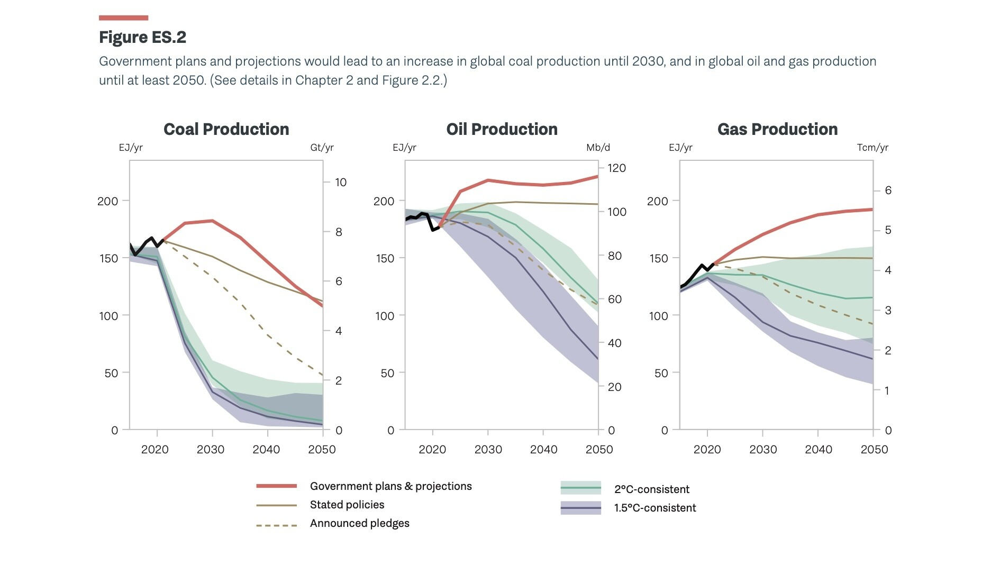 Figure ES.2
Government plans and projections would lead to an increase in global coal production until 2030, and in global oil and gas production
until at least 2050. (See details in Chapter 2 and Figure 2.2.)
Coal Production
EJ/yr
Gt/yr
200
150
100
50
0
10
8
6
4
2
0
2020
2030
2040
2050
Oil Production
EJ/yr
Mb/d
200
150
100
50
0
120
100
80
60
40
20
0
2020
2030
2040
2050
Gas Production
EJ/yr
Tcm/yr
200
150
100
50
0
6
5
4
3
2
1
0
2020
2030
2040
2050
Government plans & projections
Stated policies
Announced pledges
2°C-consistent
1.5°C-consistent